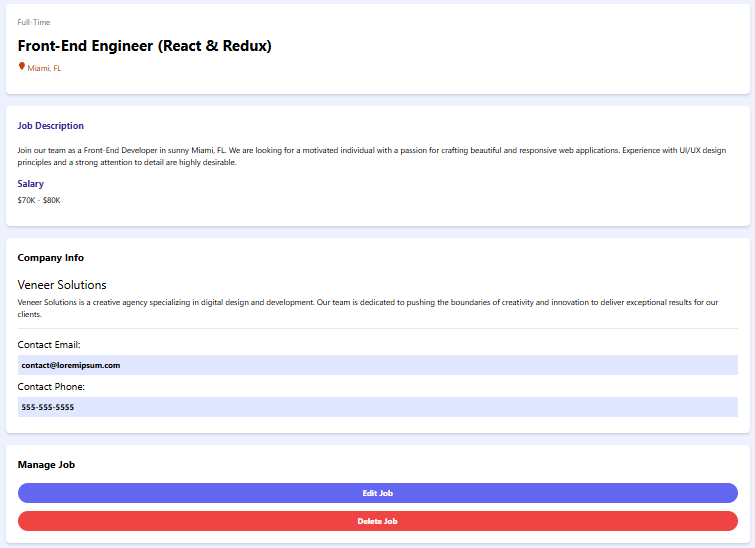 Full-Time
Front-End Engineer (React & Redux)
Miami, FL
Job Description
Join our team as a Front-End Developer in sunny Miami, FL. We are looking for a motivated individual with a passion for crafting beautiful and responsive web applications. Experience with UI/UX design
principles and a strong attention to detail are highly desirable.
Salary
$70K - $80K
Company Info
Veneer Solutions
Veneer Solutions is a creative agency specializing in digital design and development. Our team is dedicated to pushing the boundaries of creativity and innovation to deliver exceptional results for our
clients.
Contact Email:
contact@loremipsum.com
Contact Phone:
555-555-5555
Manage Job
Edit Job
Delete Job